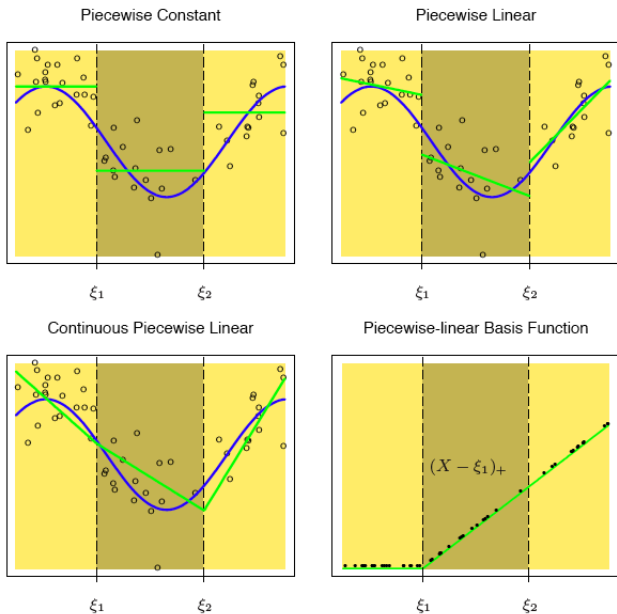 Piecewise Constant
Piecewise Linear
ξ₁
ξ₂
ξ₁
ξ₂
Continuous Piecewise Linear
Piecewise-linear Basis Function
(X − ξ₁)₊
ξ₁
ξ₂
ξ₁
ξ₂